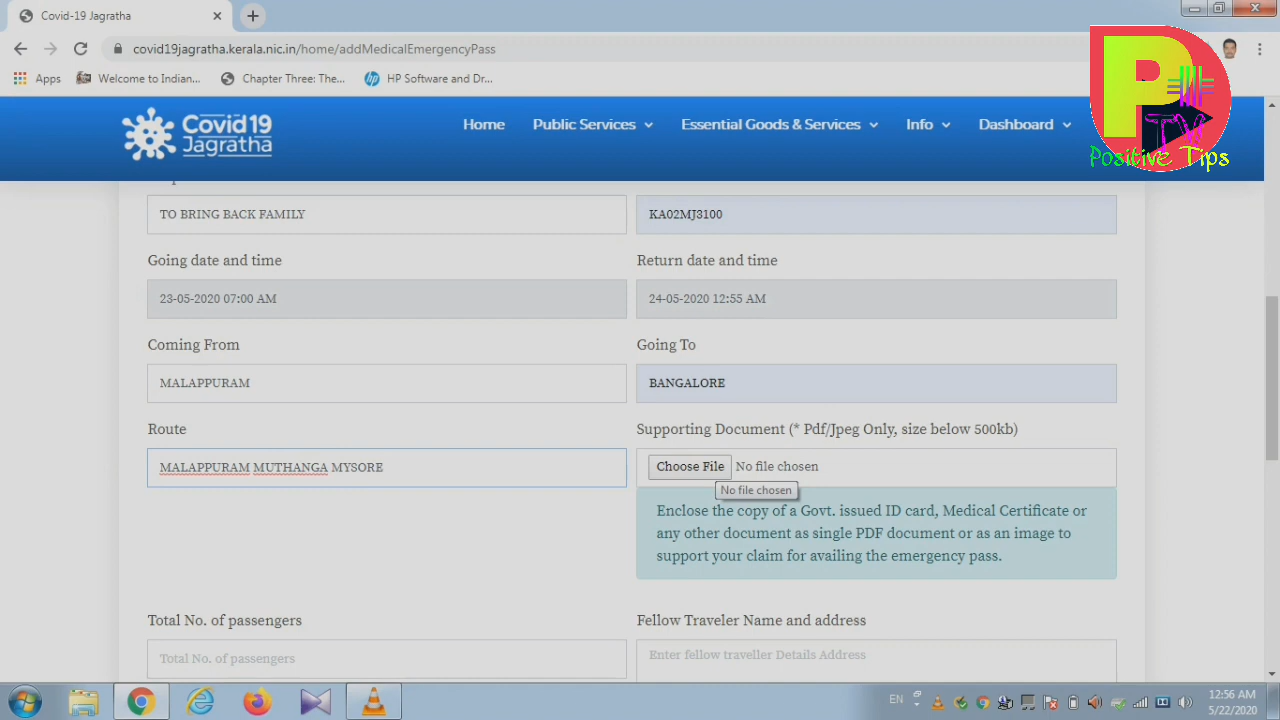 Covid-19 Jagratha
covid19jagratha.kerala.nic.in/home/addMedicalEmergencyPass
Apps Welcome to Indian... Chapter Three: The... HP Software and Dr...
Covid19
Jagratha
Home Public Services Essential Goods & Services Info Dashboard
P
TV
Positive Tips
TO BRING BACK FAMILY KA02MJ3100
Going date and time Return date and time
23-05-2020 07:00 AM 24-05-2020 12:55 AM
Coming From Going To
MALAPPURAM BANGALORE
Route Supporting Document (* Pdf/Jpeg Only, size below 500kb)
MALAPPURAM MUTHANGA MYSORE Choose File No file chosen
No file chosen
Enclose the copy of a Govt. issued ID card, Medical Certificate or
any other document as single PDF document or as an image to
support your claim for availing the emergency pass.
Total No. of passengers Fellow Traveler Name and address
Total No. of passengers Enter fellow traveller Details Address
EN 12:56 AM
5/22/2020